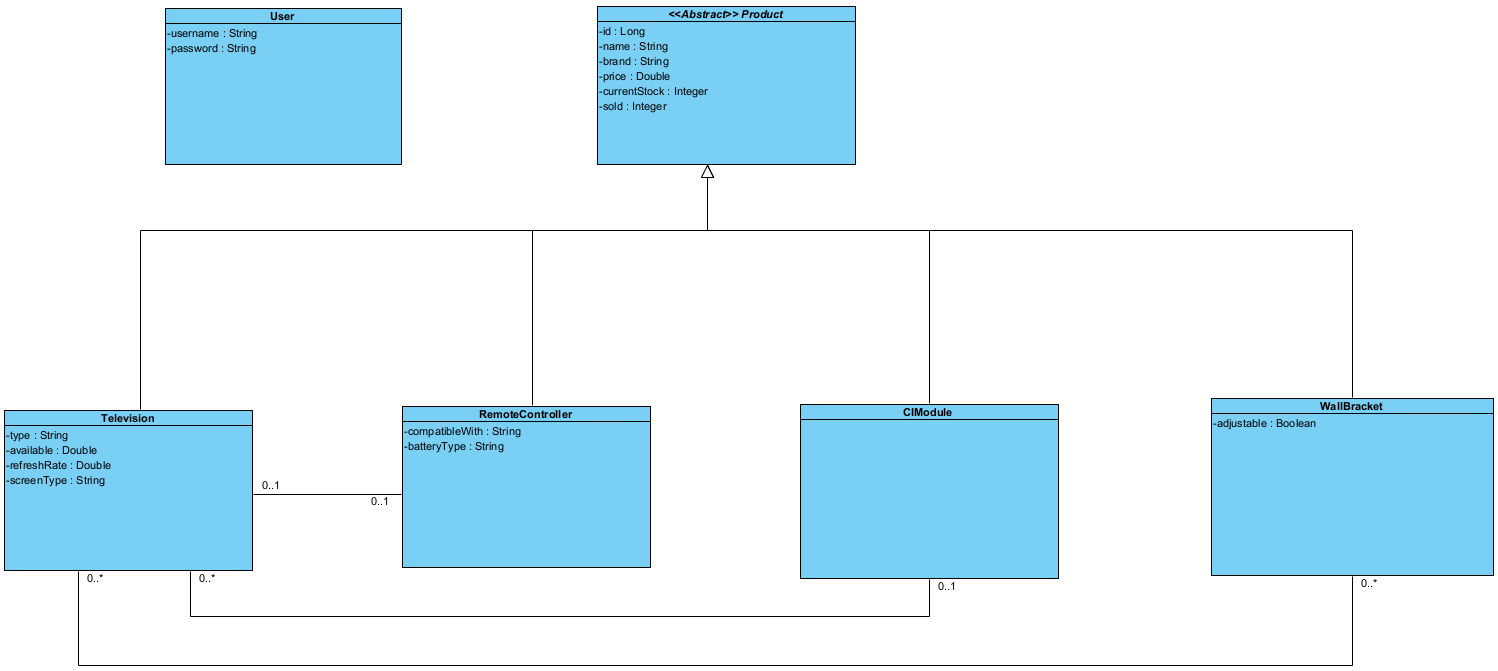 User
-username : String
-password : String
<<Abstract>> Product
-id : Long
-name : String
-brand : String
-price : Double
-currentStock : Integer
-sold : Integer
Television
-type : String
-available : Double
-refreshRate : Double
-screenType : String
RemoteController
-compatibleWith : String
-batteryType : String
CIModule
WallBracket
-adjustable : Boolean
0..1
0..1
0..*
0..*
0..1
0..*